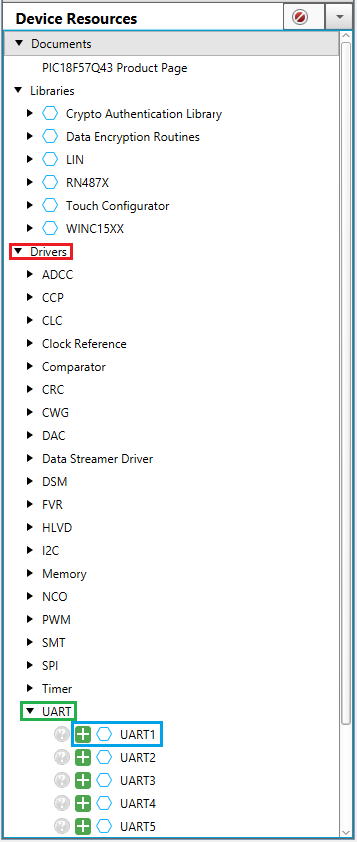 Device Resources
Documents
PIC18F57Q43 Product Page
Libraries
Crypto Authentication Library
Data Encryption Routines
LIN
RN487X
Touch Configurator
WINC15XX
Drivers
ADCC
CCP
CLC
Clock Reference
Comparator
CRC
CWG
DAC
Data Streamer Driver
DSM
FVR
HLVD
I2C
Memory
NCO
PWM
SMT
SPI
Timer
UART
UART1
UART2
UART3
UART4
UART5